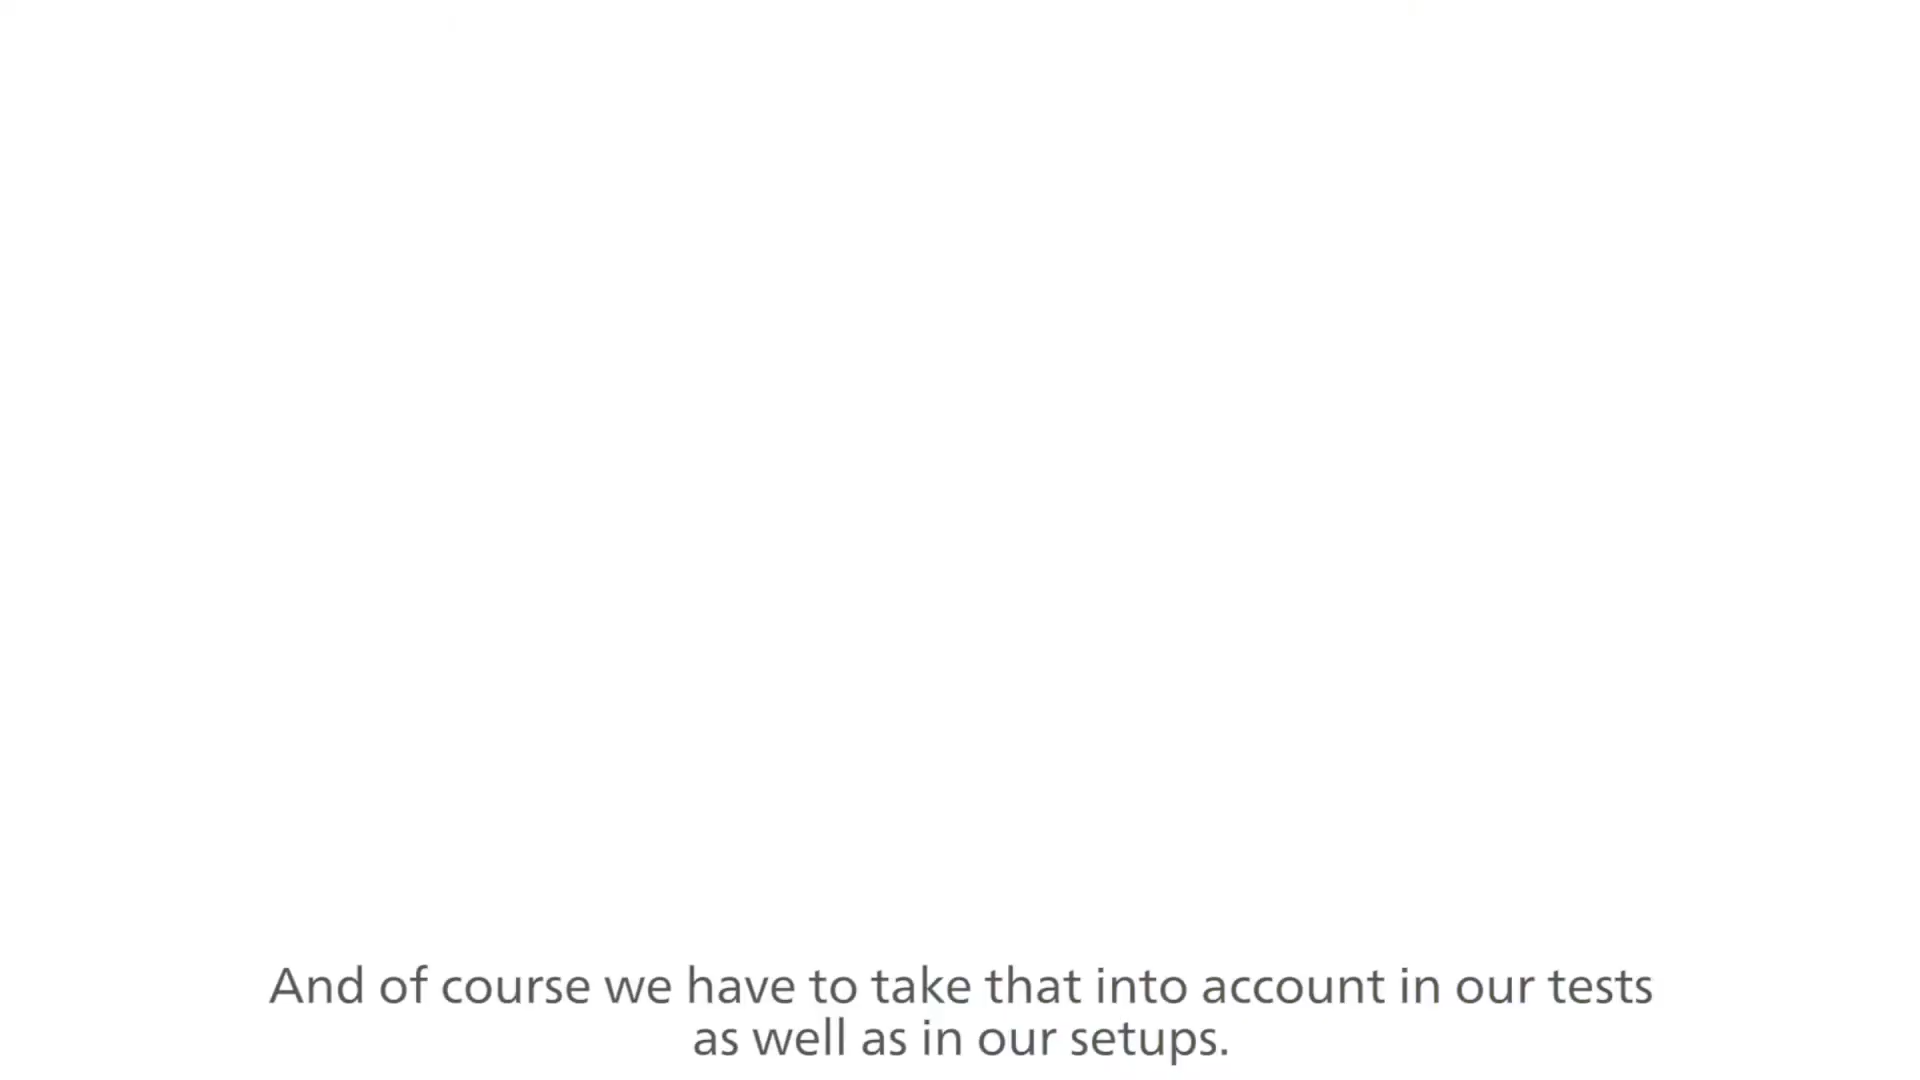 And of course we have to take that into account in our tests
as well as in our setups.